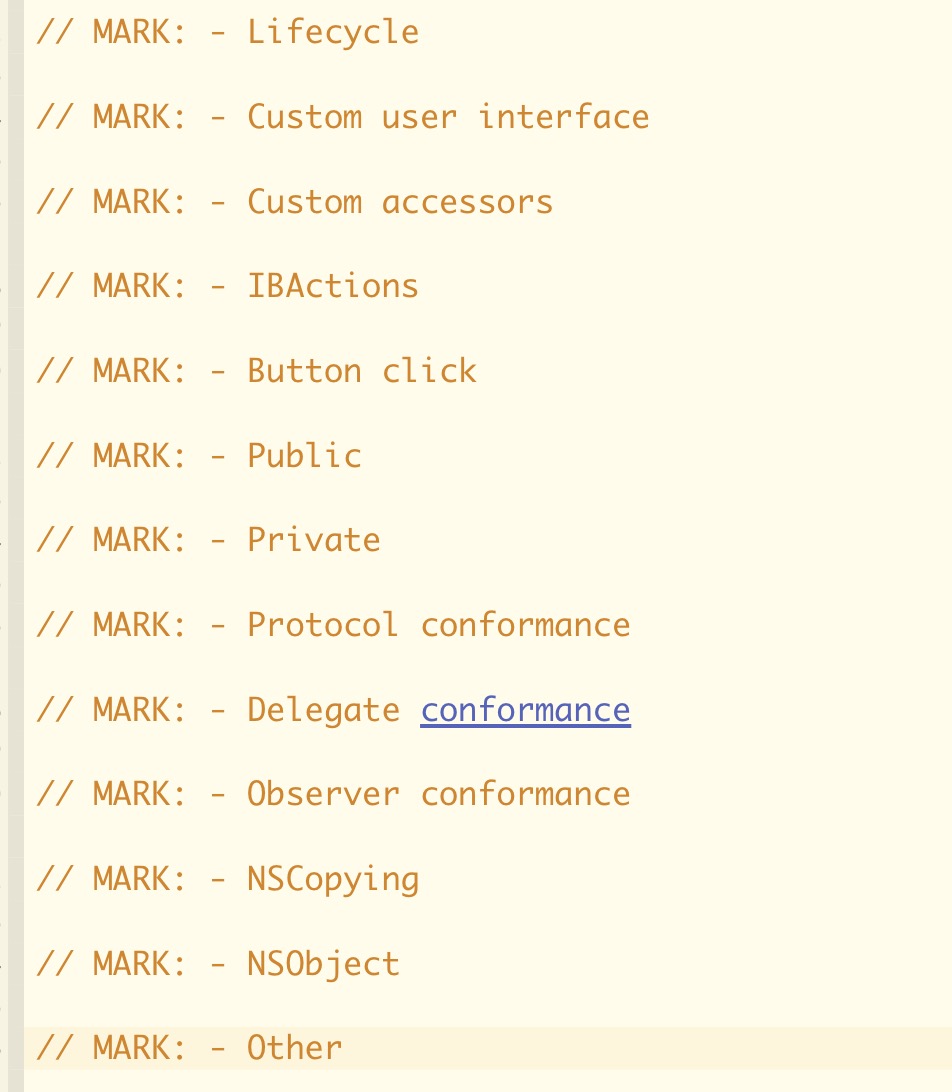 // MARK: - Lifecycle
// MARK: - Custom user interface
// MARK: - Custom accessors
// MARK: - IBActions
// MARK: - Button click
// MARK: - Public
// MARK: - Private
// MARK: - Protocol conformance
// MARK: - Delegate conformance
// MARK: - Observer conformance
// MARK: - NSCopying
// MARK: - NSObject
// MARK: - Other